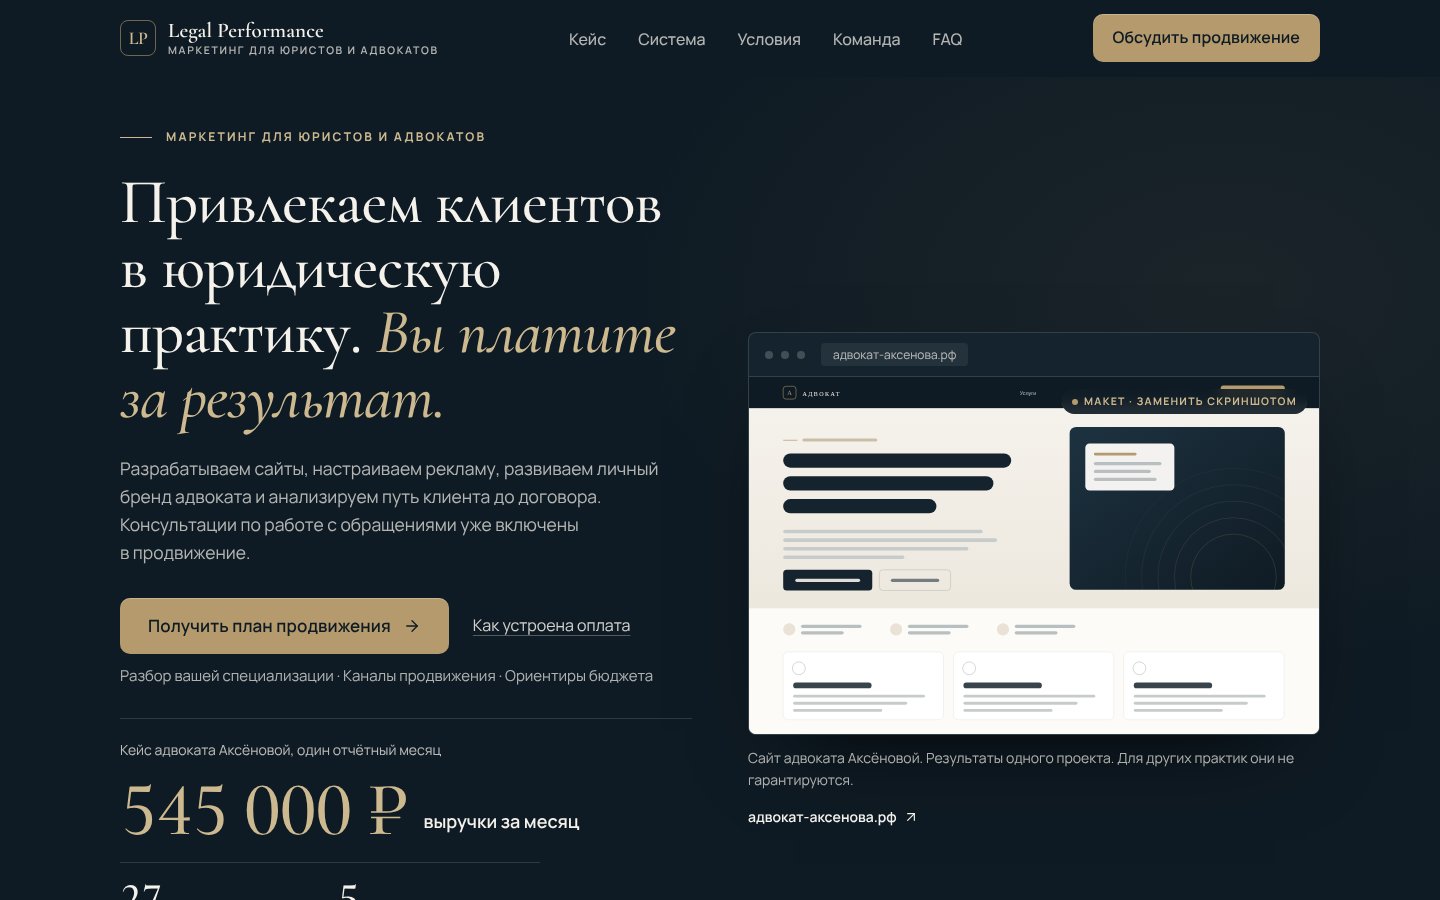 LP
Legal Performance
МАРКЕТИНГ ДЛЯ ЮРИСТОВ И АДВОКАТОВ
Кейс
Система
Условия
Команда
FAQ
Обсудить продвижение
МАРКЕТИНГ ДЛЯ ЮРИСТОВ И АДВОКАТОВ
Привлекаем клиентов
в юридическую
практику. Вы платите
за результат.
Разрабатываем сайты, настраиваем рекламу, развиваем личный
бренд адвоката и анализируем путь клиента до договора.
Консультации по работе с обращениями уже включены
в продвижение.
Получить план продвижения →
Как устроена оплата
Разбор вашей специализации · Каналы продвижения · Ориентиры бюджета
Кейс адвоката Аксёновой, один отчётный месяц
545 000 ₽ выручки за месяц
27
5
адвокат-аксенова.рф
А
АДВОКАТ
Услуги
МАКЕТ · ЗАМЕНИТЬ СКРИНШОТОМ
Сайт адвоката Аксёновой. Результаты одного проекта. Для других практик они не
гарантируются.
адвокат-аксенова.рф ↗